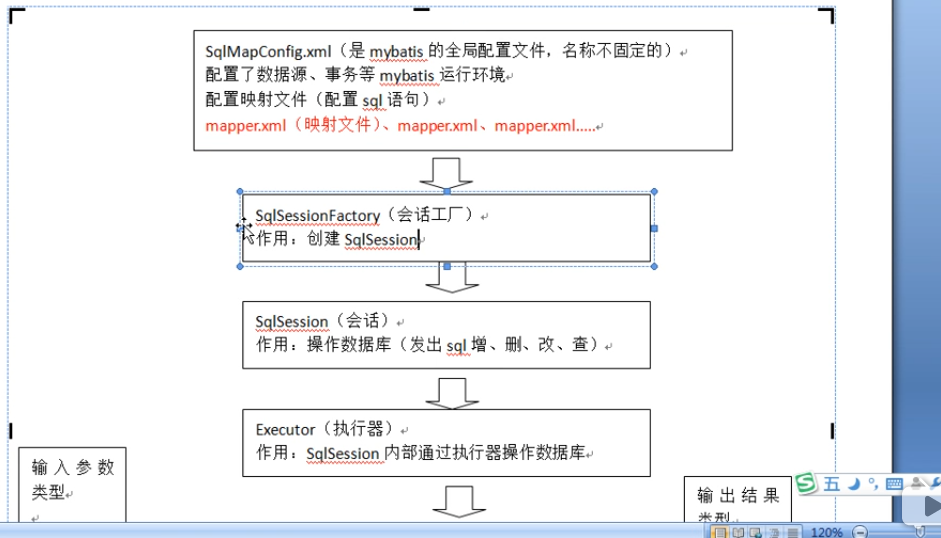 SqlMapConfig.xml（是 mybatis 的全局配置文件，名称不固定的）
配置了数据源、事务等 mybatis 运行环境
配置映射文件（配置 sql 语句）
mapper.xml（映射文件）、mapper.xml、mapper.xml.....
SqlSessionFactory（会话工厂）
作用：创建 SqlSession
SqlSession（会话）
作用：操作数据库（发出 sql 增、删、改、查）
Executor（执行器）
作用：SqlSession 内部通过执行器操作数据库
输入参数
类型
输出结果
类型
五
120%